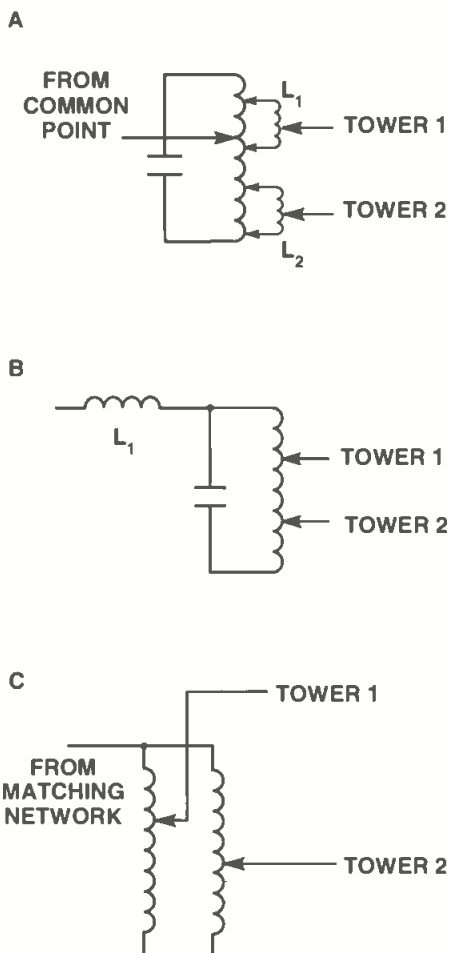 A
FROM
COMMON
POINT
L₁
TOWER 1
TOWER 2
L₂
B
L₁
TOWER 1
TOWER 2
C
TOWER 1
FROM
MATCHING
NETWORK
TOWER 2